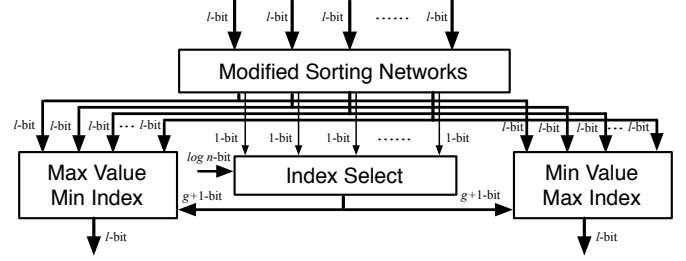 l-bit l-bit l-bit ...... l-bit
Modified Sorting Networks
l-bit l-bit l-bit ... l-bit 1-bit 1-bit 1-bit ...... 1-bit l-bit l-bit l-bit ... l-bit
log n-bit
Max Value
Min Index
Index Select
Min Value
Max Index
g+1-bit g+1-bit
l-bit l-bit